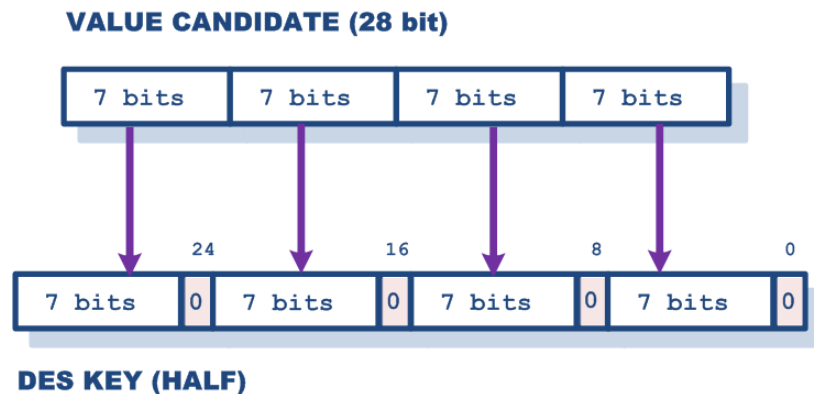 VALUE CANDIDATE (28 bit)
7 bits 7 bits 7 bits 7 bits
24 16 8 0
7 bits 0 7 bits 0 7 bits 0 7 bits 0
DES KEY (HALF)